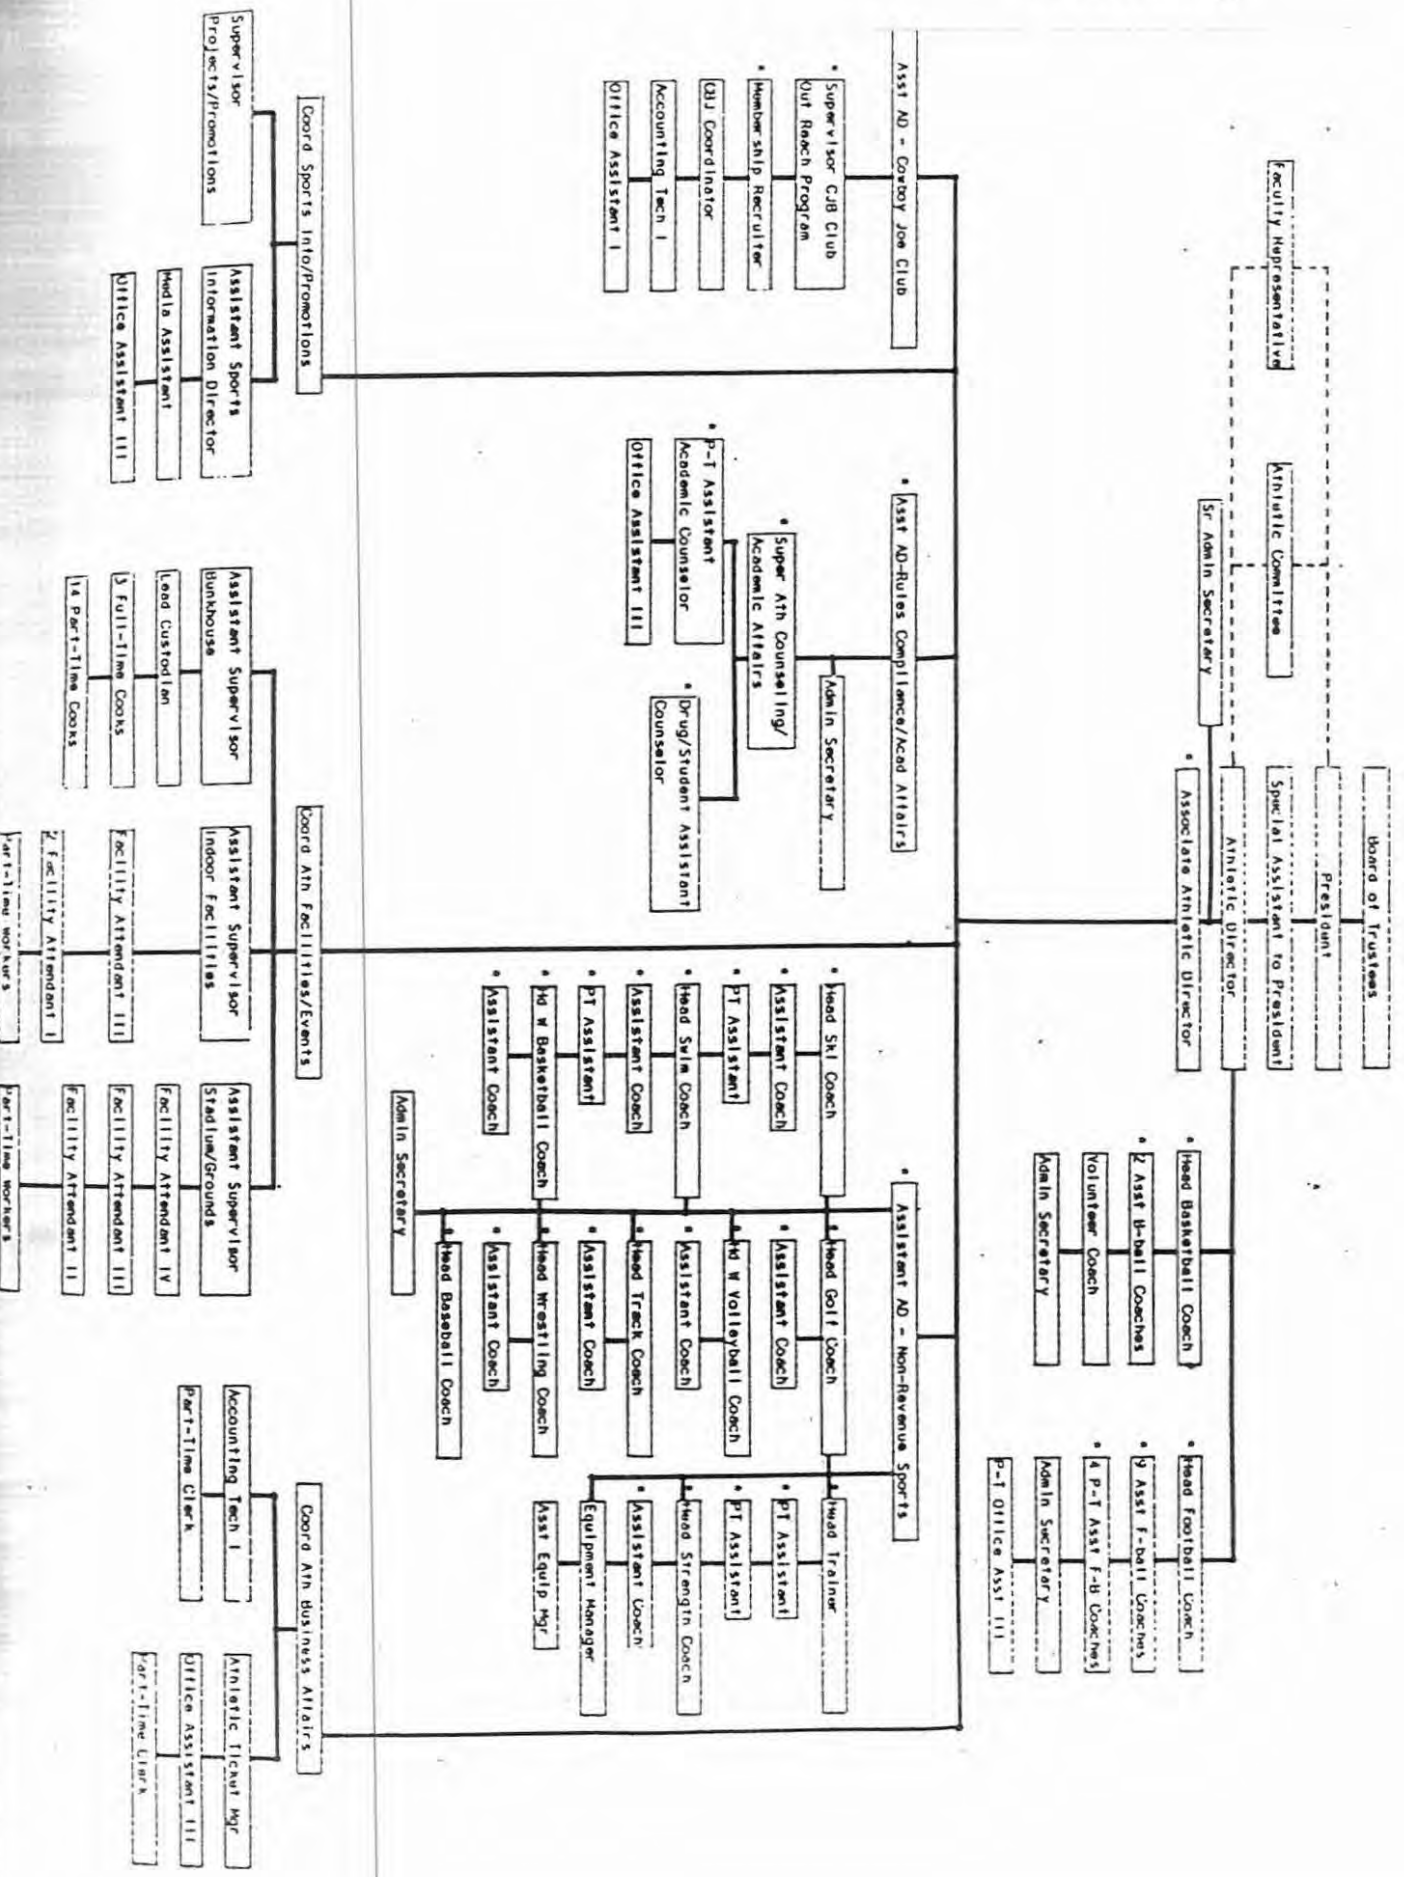 Board of Trustees
President
Special Assistant to President
Athletic Director
• Associate Athletic Director
Faculty Representative
Athletic Committee
Sr Admin Secretary
• Head Basketball Coach
• 2 Asst B-ball Coaches
Volunteer Coach
Admin Secretary
• Head Football Coach
• 9 Asst F-ball Coaches
• 4 P-T Asst F-B Coaches
Admin Secretary
P-T Office Asst III
Asst AD - Cowboy Joe Club
• Supervisor CJB Club
Out Reach Program
• Membership Recruiter
Coordinator
Accounting Tech I
Office Assistant I
• Asst AD-Rules Compliance/Acad Affairs
Admin Secretary
• Super Ath Counseling/
Academic Affairs
• P-T Assistant
Academic Counselor
Office Assistant III
• Drug/Student Assistant
Counselor
• Assistant AD - Non-Revenue Sports
• Head Ski Coach
• Assistant Coach
• PT Assistant
• Head Swim Coach
• Assistant Coach
• PT Assistant
• Hd W Basketball Coach
• Assistant Coach
Admin Secretary
• Head Golf Coach
• Assistant Coach
• Hd W Volleyball Coach
• Assistant Coach
• Head Track Coach
• Assistant Coach
• Head Wrestling Coach
• Assistant Coach
• Head Baseball Coach
• Head Trainer
• PT Assistant
• PT Assistant
• Head Strength Coach
• Assistant Coach
Equipment Manager
Asst Equip Mgr
Coord Sports Info/Promotions
Supervisor
Projects/Promotions
Assistant Sports
Information Director
Media Assistant
Office Assistant III
Coord Ath Facilities/Events
Assistant Supervisor
Bunkhouse
Lead Custodian
3 Full-Time Cooks
14 Part-Time Cooks
Assistant Supervisor
Indoor Facilities
Facility Attendant III
2 Facility Attendant I
Part-Time Workers
Assistant Supervisor
Stadium/Grounds
Facility Attendant IV
Facility Attendant III
Facility Attendant II
Part-Time Workers
Coord Ath Business Affairs
Accounting Tech I
Part-Time Clerk
Athletic Ticket Mgr
Office Assistant III
Part-Time Clerk